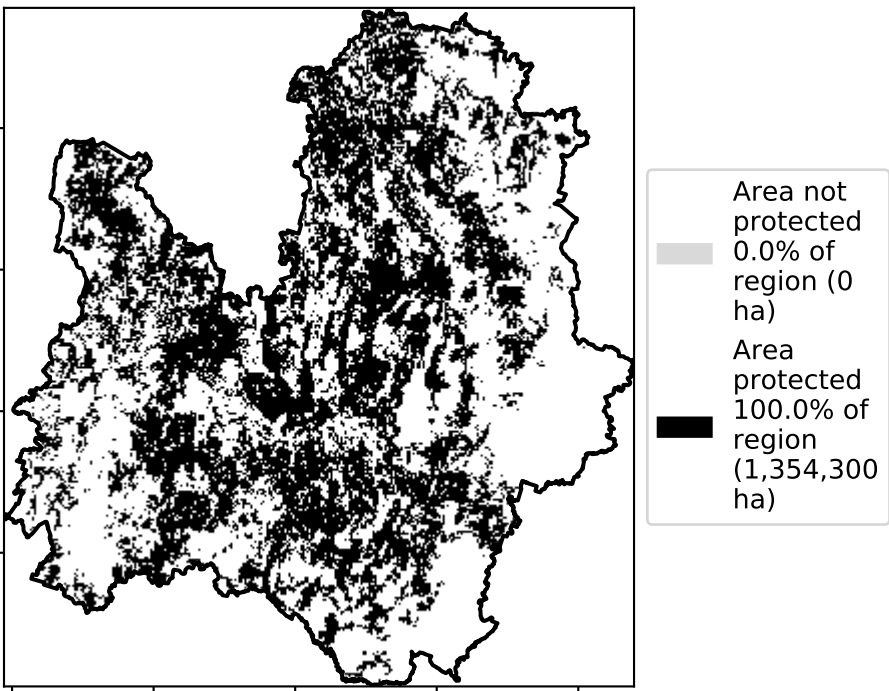 Area not
protected
0.0% of
region (0
ha)
Area
protected
100.0% of
region
(1,354,300
ha)